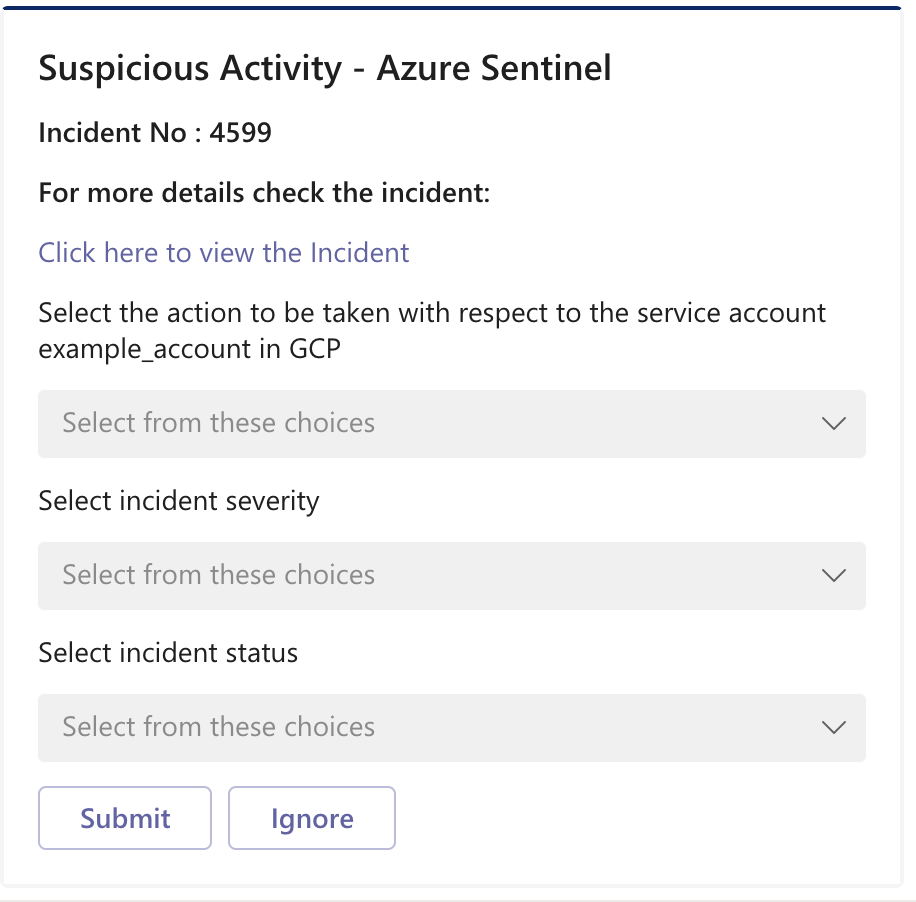 Suspicious Activity - Azure Sentinel
Incident No : 4599
For more details check the incident:
Click here to view the Incident
Select the action to be taken with respect to the service account
example_account in GCP
Select from these choices
Select incident severity
Select from these choices
Select incident status
Select from these choices
Submit
Ignore